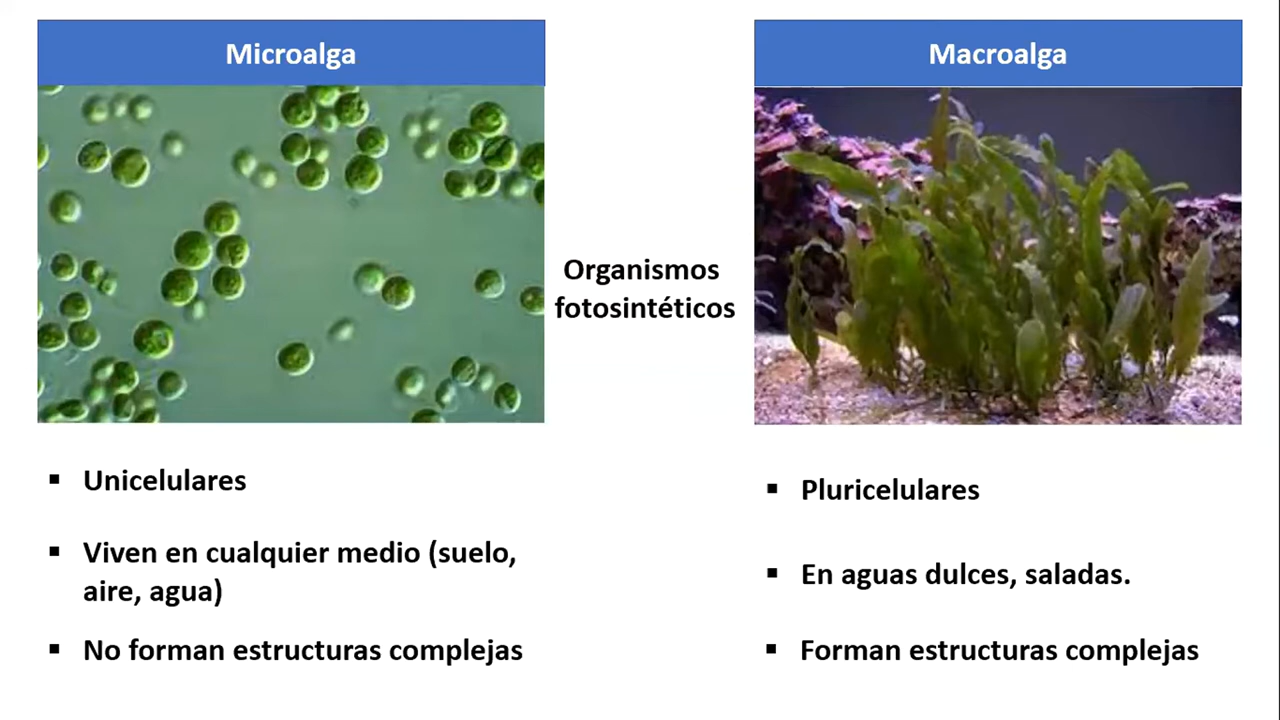 Microalga
Macroalga
Organismos
fotosintéticos
▪ Unicelulares
▪ Viven en cualquier medio (suelo,
aire, agua)
▪ No forman estructuras complejas
▪ Pluricelulares
▪ En aguas dulces, saladas.
▪ Forman estructuras complejas